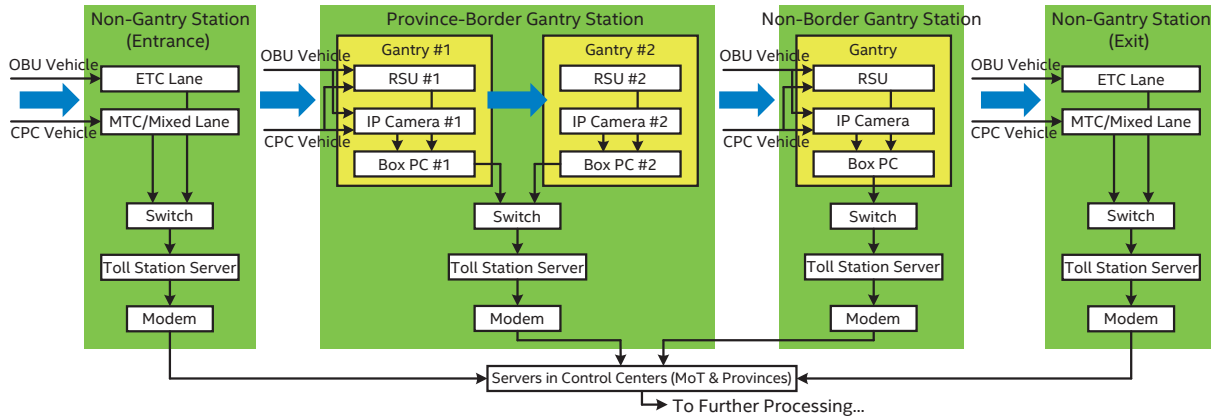 Non-Gantry Station
(Entrance)
OBU Vehicle
ETC Lane
MTC/Mixed Lane
CPC Vehicle
Switch
Toll Station Server
Modem
Province-Border Gantry Station
OBU Vehicle
CPC Vehicle
Gantry #1
RSU #1
IP Camera #1
Box PC #1
Gantry #2
RSU #2
IP Camera #2
Box PC #2
Switch
Toll Station Server
Modem
Non-Border Gantry Station
OBU Vehicle
CPC Vehicle
Gantry
RSU
IP Camera
Box PC
Switch
Toll Station Server
Modem
Non-Gantry Station
(Exit)
OBU Vehicle
ETC Lane
MTC/Mixed Lane
CPC Vehicle
Switch
Toll Station Server
Modem
Servers in Control Centers (MoT & Provinces)
To Further Processing...